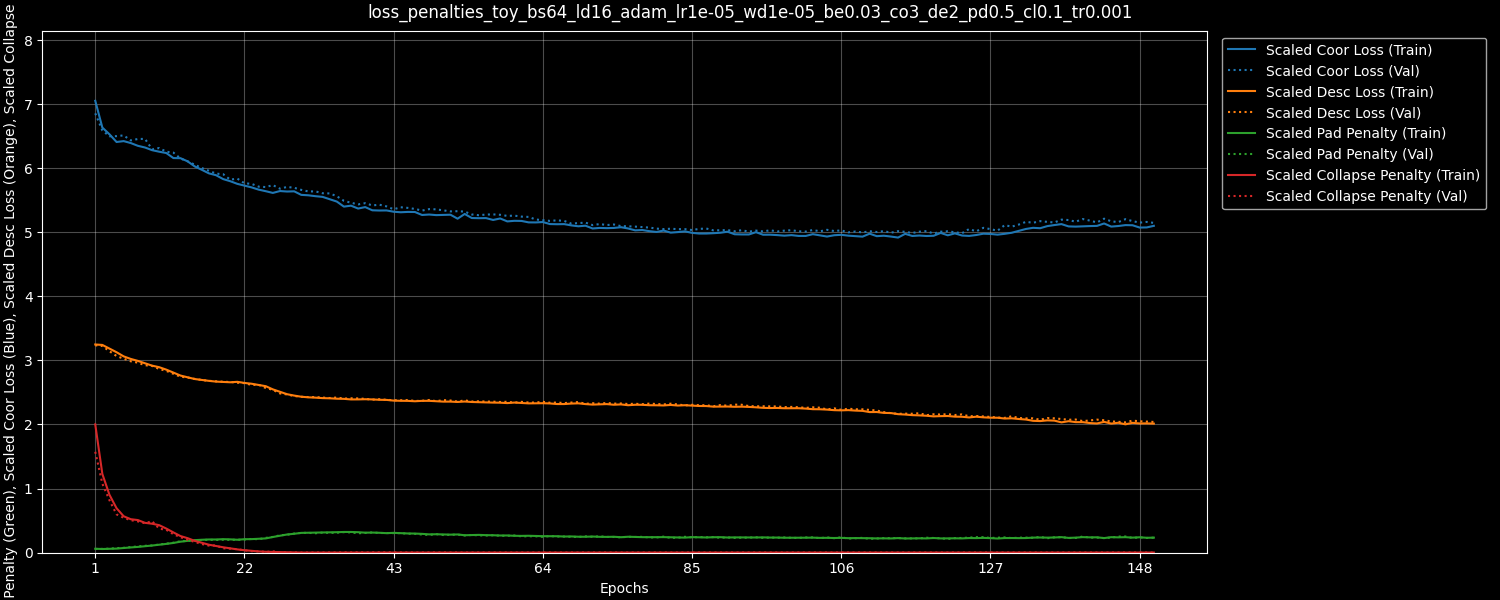 loss_penalties_toy_bs64_ld16_adam_lr1e-05_wd1e-05_be0.03_co3_de2_pd0.5_cl0.1_tr0.001
Penalty (Green), Scaled Coor Loss (Blue), Scaled Desc Loss (Orange), Scaled Collapse
8
7
6
5
4
3
2
1
0
1
22
43
64
85
106
127
148
Epochs
Scaled Coor Loss (Train)
Scaled Coor Loss (Val)
Scaled Desc Loss (Train)
Scaled Desc Loss (Val)
Scaled Pad Penalty (Train)
Scaled Pad Penalty (Val)
Scaled Collapse Penalty (Train)
Scaled Collapse Penalty (Val)